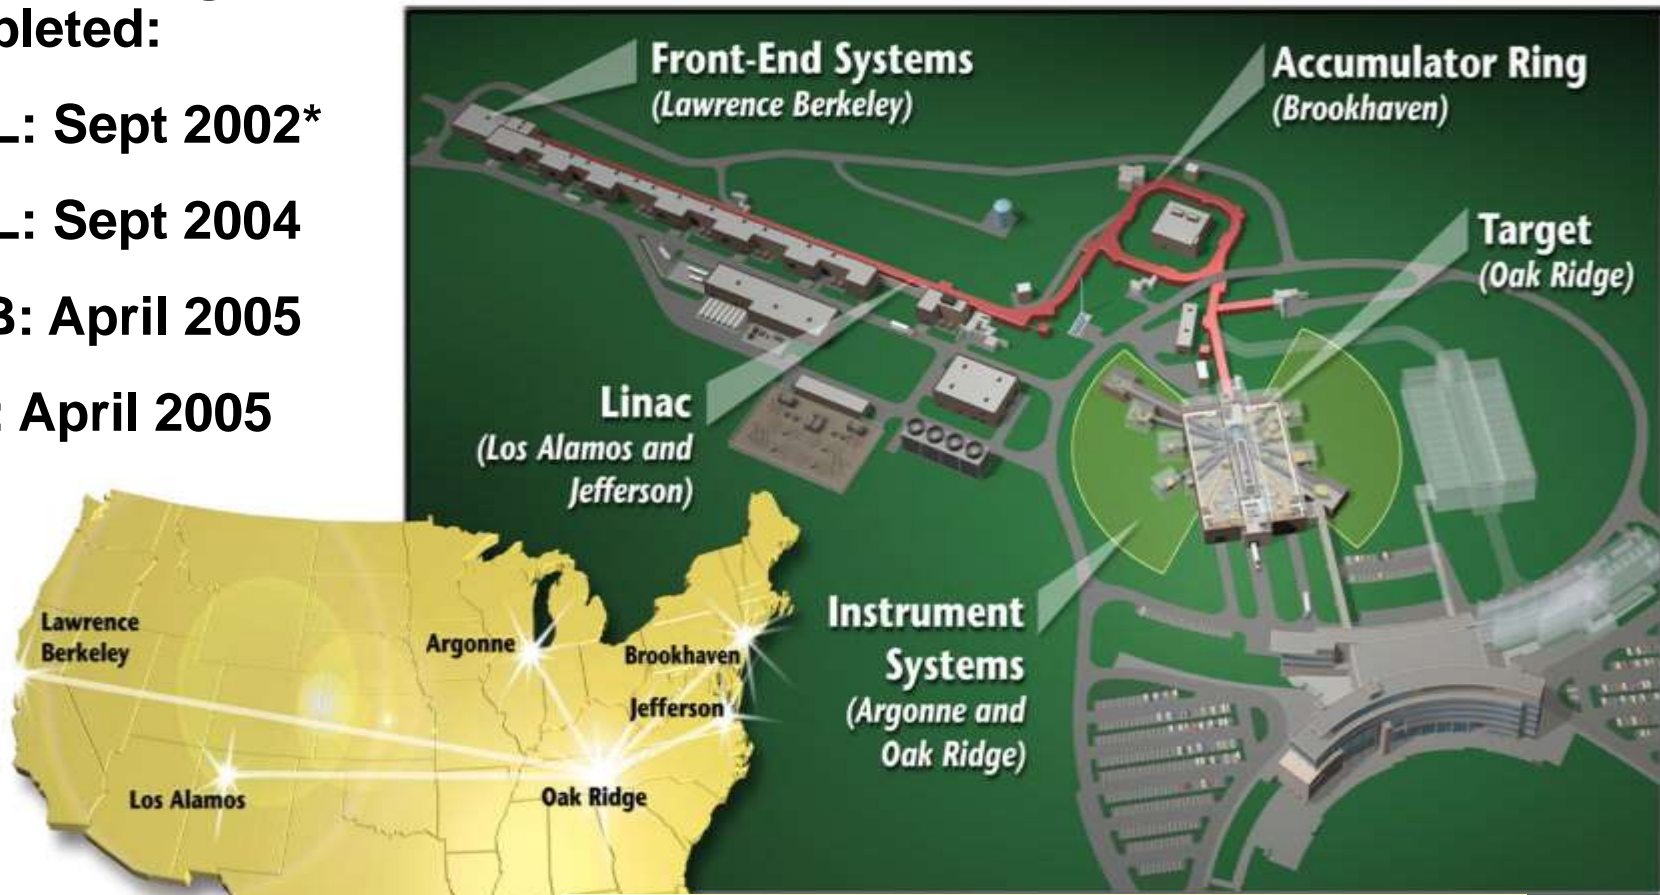 pleted:
L: Sept 2002*
L: Sept 2004
B: April 2005
: April 2005
Front-End Systems
(Lawrence Berkeley)
Accumulator Ring
(Brookhaven)
Target
(Oak Ridge)
Linac
(Los Alamos and
Jefferson)
Instrument
Systems
(Argonne and
Oak Ridge)
Lawrence
Berkeley
Argonne
Brookhaven
Jefferson
Los Alamos
Oak Ridge